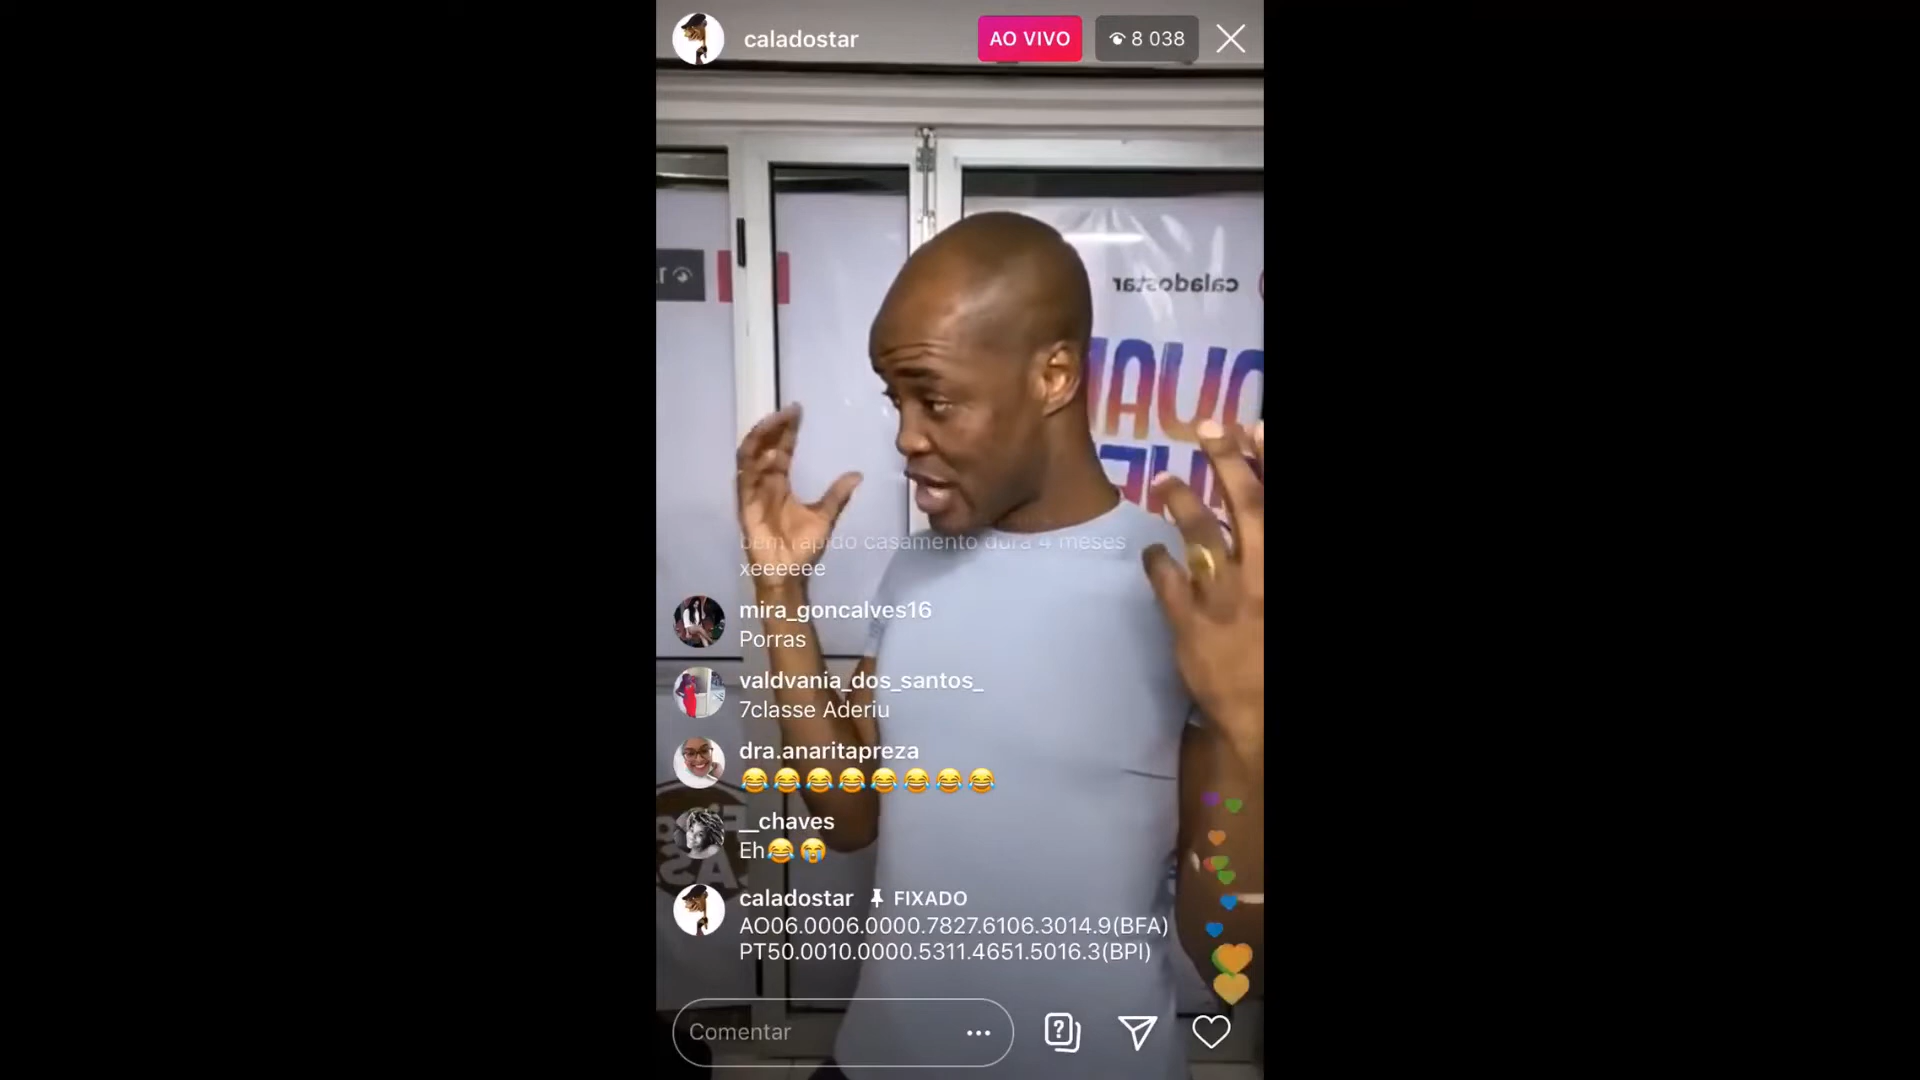 caladostar
AO VIVO
8 038
caladostar
bem rapido casamento dura 4 meses
xeeeeee
mira_goncalves16
Porras
valdvania_dos_santos_
7classe Aderiu
dra.anaritapreza
😂😂😂😂😂😂😂😂
__chaves
Eh😂😭
caladostar FIXADO
AO06.0006.0000.7827.6106.3014.9(BFA)
PT50.0010.0000.5311.4651.5016.3(BPI)
Comentar